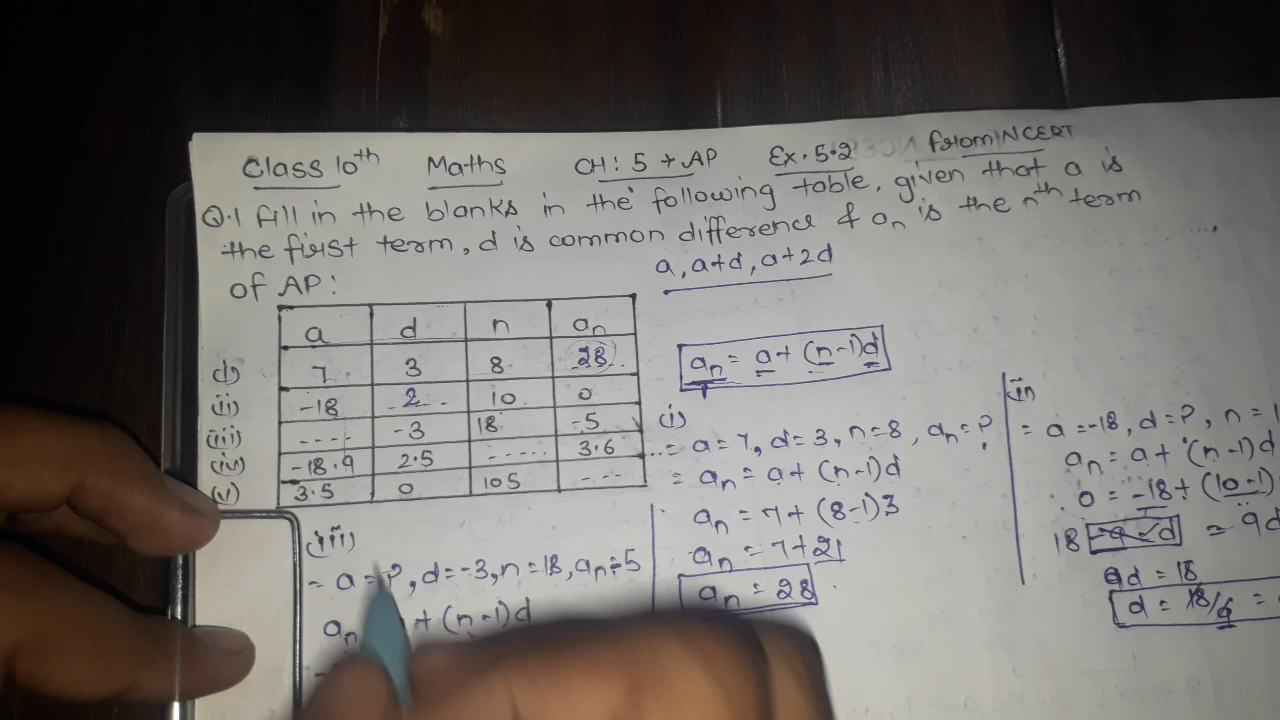 Class 10th Maths CH: 5 → AP Ex. 5.2 from NCERT
Q.1 Fill in the blanks in the following table, given that a is
the first term, d is common difference & an is the nth term
of AP:
a, a+d, a+2d
a d n an
(i) 7 3 8 28
(ii) -18 2 10 0
(iii) .... -3 18 -5
(iv) -18.9 2.5 ...... 3.6
(v) 3.5 0 105 ---
an = a + (n-1)d
(i)
= a=7, d=3, n=8, an=?
= an = a + (n-1)d
an = 7 + (8-1)3
an = 7+21
an = 28
(ii)
= a=-18, d=?, n=1
an = a + (n-1)d
0 = -18 + (10-1)
18 = 9d
9d = 18
d = 18/9 =
(iii)
= a=?, d=-3, n=18, an=-5
an + (n-1)d